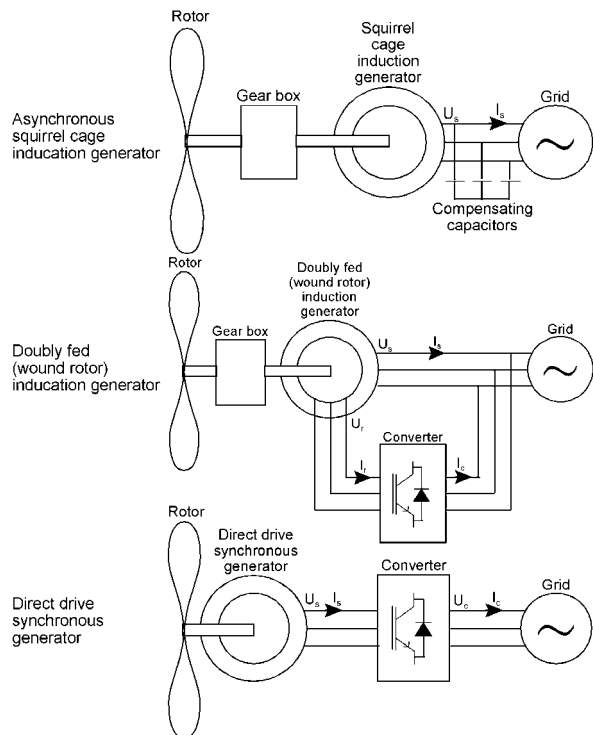 Rotor
Squirrel
cage
induction
generator
Gear box
Asynchronous
squirrel cage
inducation generator
Us
Is
Grid
Compensating
capacitors
Rotor
Doubly fed
(wound rotor)
induction
generator
Gear box
Doubly fed
(wound rotor)
inducation generator
Us
Is
Grid
Ur
Converter
Ir
Ic
Rotor
Direct drive
synchronous
generator
Converter
Direct drive
synchronous
generator
Us
Is
Uc
Ic
Grid